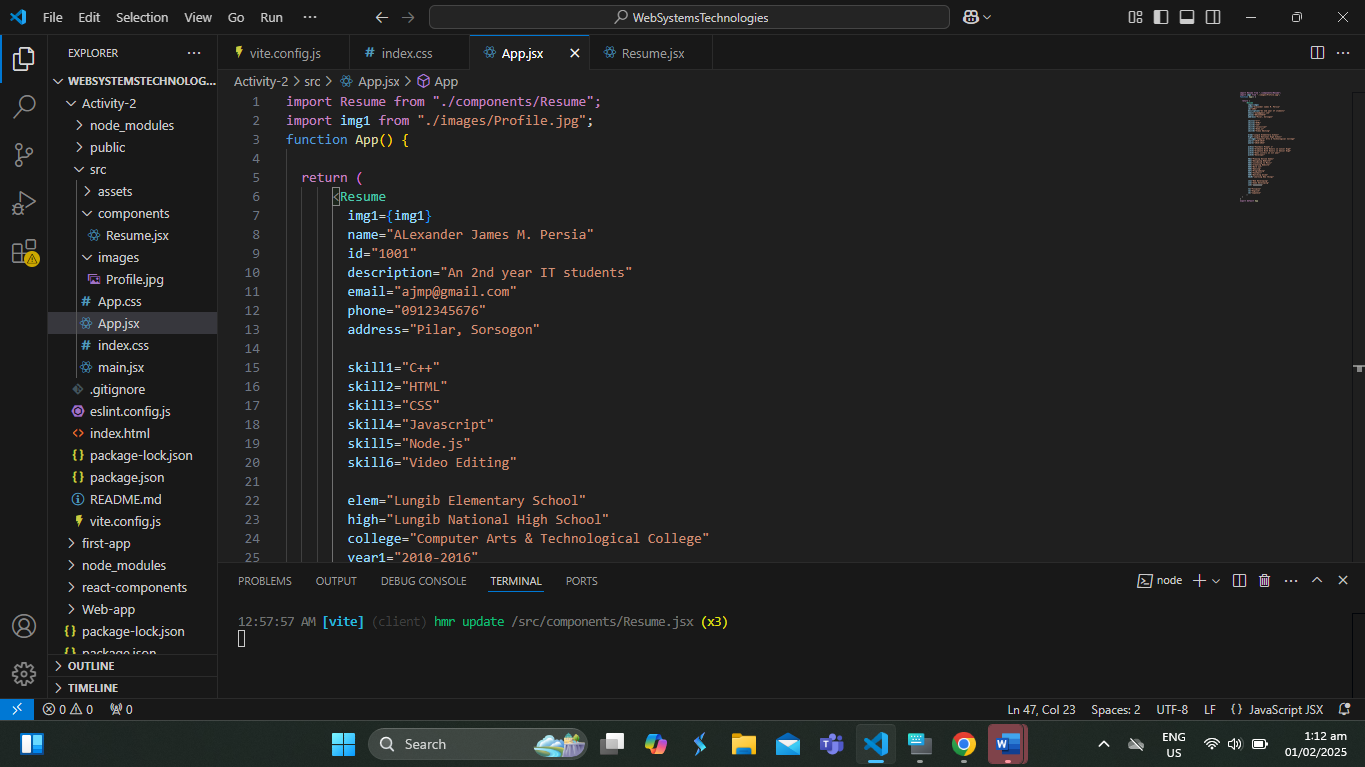 File Edit Selection View Go Run ··· WebSystemsTechnologies
EXPLORER ···
WEBSYSTEMSTECHNOLOG...
Activity-2
node_modules
public
src
assets
components
Resume.jsx
images
Profile.jpg
# App.css
App.jsx
# index.css
main.jsx
.gitignore
eslint.config.js
<> index.html
{} package-lock.json
{} package.json
README.md
vite.config.js
first-app
node_modules
react-components
Web-app
{} package-lock.json
{} package.json
OUTLINE
TIMELINE
vite.config.js # index.css App.jsx Resume.jsx
Activity-2 > src > App.jsx > App
1 import Resume from "./components/Resume";
2 import img1 from "./images/Profile.jpg";
3 function App() {
4
5 return (
6 <Resume
7 img1={img1}
8 name="ALexander James M. Persia"
9 id="1001"
10 description="An 2nd year IT students"
11 email="ajmp@gmail.com"
12 phone="0912345676"
13 address="Pilar, Sorsogon"
14
15 skill1="C++"
16 skill2="HTML"
17 skill3="CSS"
18 skill4="Javascript"
19 skill5="Node.js"
20 skill6="Video Editing"
21
22 elem="Lungib Elementary School"
23 high="Lungib National High School"
24 college="Computer Arts & Technological College"
25 year1="2010-2016"
PROBLEMS OUTPUT DEBUG CONSOLE TERMINAL PORTS node
12:57:57 AM [vite] (client) hmr update /src/components/Resume.jsx (x3)
0 0 0 Ln 47, Col 23 Spaces: 2 UTF-8 LF {} JavaScript JSX
Search
ENG
US
1:12 am
01/02/2025